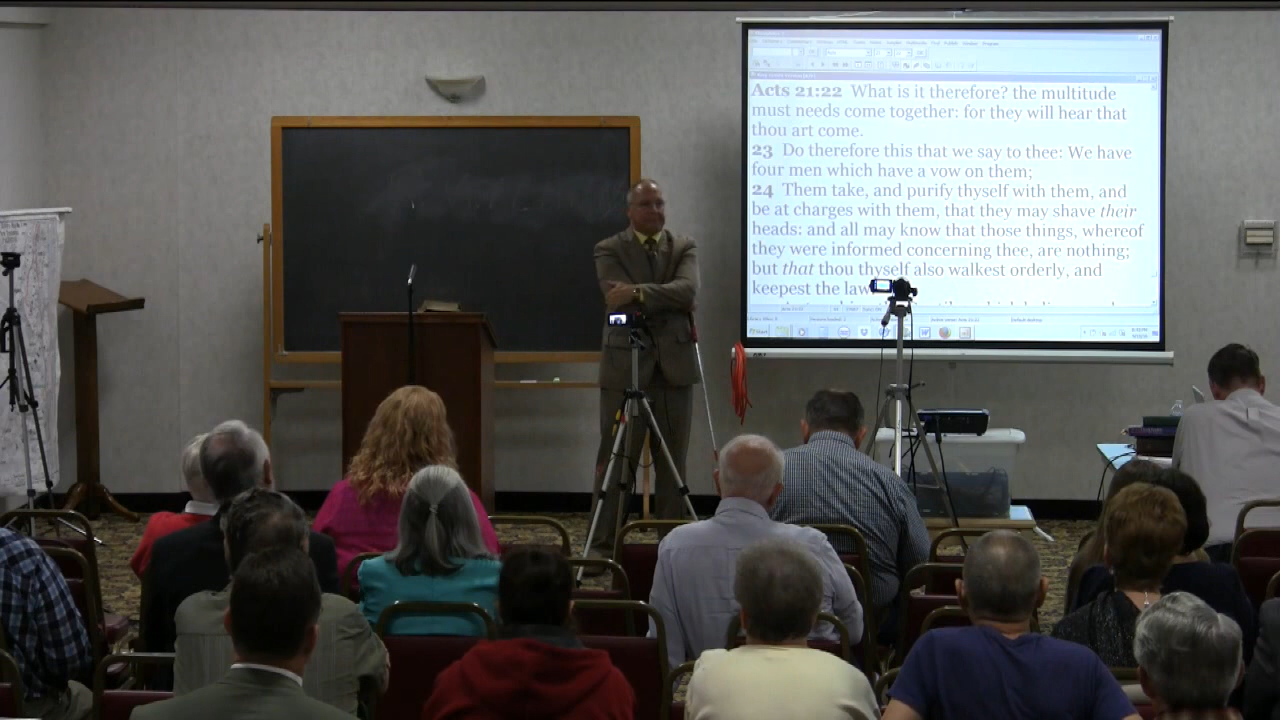 Acts 21:22 What is it therefore? the multitude
must needs come together: for they will hear that
thou art come.
23 Do therefore this that we say to thee: We have
four men which have a vow on them;
24 Them take, and purify thyself with them, and
be at charges with them, that they may shave their
heads: and all may know that those things, whereof
they were informed concerning thee, are nothing;
but that thou thyself also walkest orderly, and
keepest the law